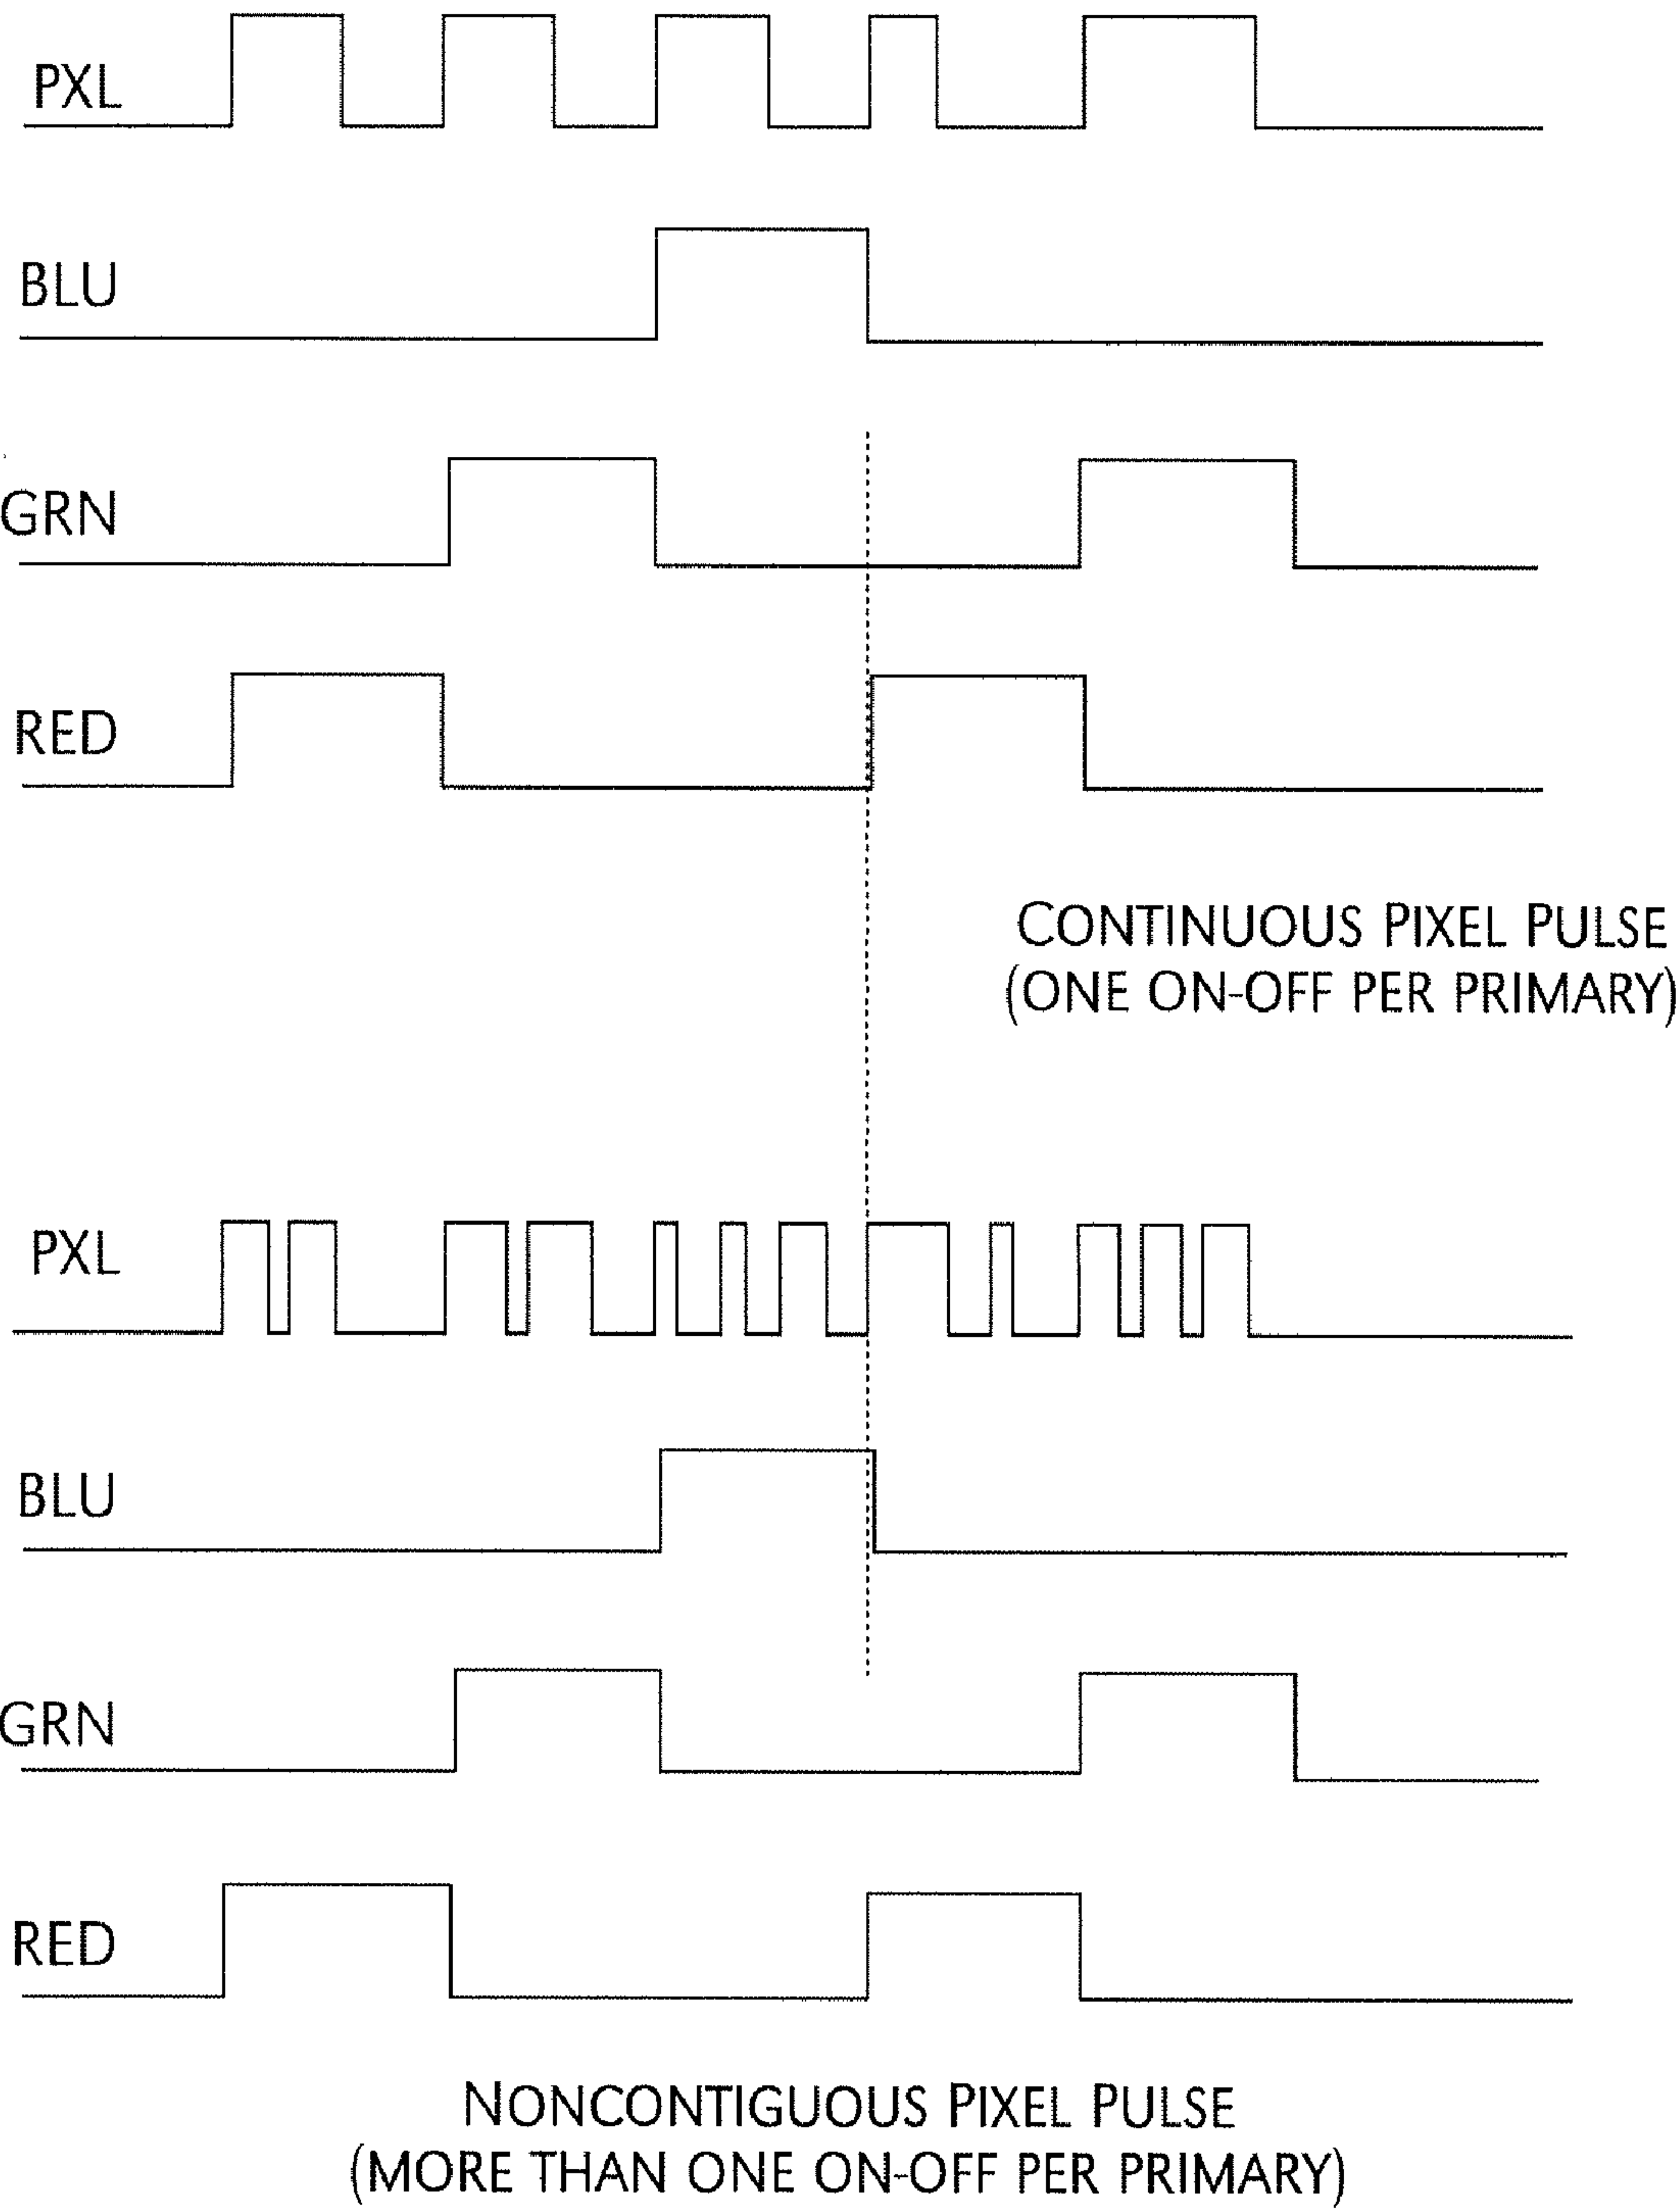 PXL
BLU
GRN
RED
CONTINUOUS PIXEL PULSE
(ONE ON-OFF PER PRIMARY)
PXL
BLU
GRN
RED
NONCONTIGUOUS PIXEL PULSE
(MORE THAN ONE ON-OFF PER PRIMARY)